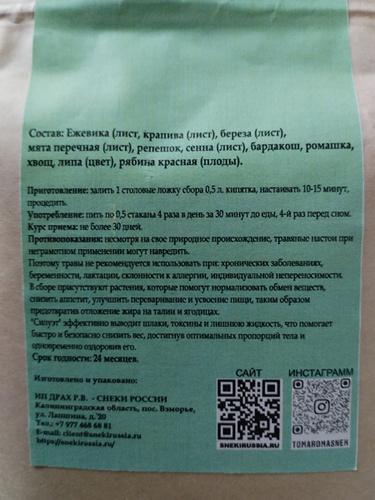 Состав: Ежевика (лист, крапива (лист), береза (лист),
мята перечная (лист), репешок, сенна (лист), бардакош, ромашка,
хвощ, липа (цвет), рябина красная (плоды).
Приготовление: залить 1 столовые ложку сбора 0,5 л. кипятка, настаивать 10-15 минут,
процедить.
Употребление: пить по 0,5 стакана 4 раза в день за 30 минут до еды, 4-й раз перед сном.
Курс приема: не более 30 дней.
Противопоказания: несмотря на свое природное происхождение, травяные настои при
неграмотном применении могут навредить.
Поэтому травы не рекомендуется использовать при: хронических заболеваниях,
беременности, лактации, склонности к аллергии, индивидуальной непереносимости.
В сборе присутствуют растения, которые помогут нормализовать обмен веществ,
снизить аппетит, улучшить переваривание и усвоение пищи, таким образом
предотвратив отложение жира на талии и ягодицах.
"Силуэт" эффективно выводит шлаки, токсины и лишнюю жидкость, что помогает
быстро и безопасно снизить вес, достигнув оптимальных пропорций тела и
одновременно оздоровив его.
Срок годности: 24 месяцев.
САЙТ ИНСТАГРАММ
Изготовлено и упаковано:
ИП ДРАХ Р.В. - СНЕКИ РОССИИ
Калининградская область, пос. Взморье,
ул. Лапшина, д.20
Тел.: +7 977 468 68 81
E-mail: client@snekirussia.ru
https://snekirussia.ru/
SNEKIRUSSIA.RU TOMAROMASNEK